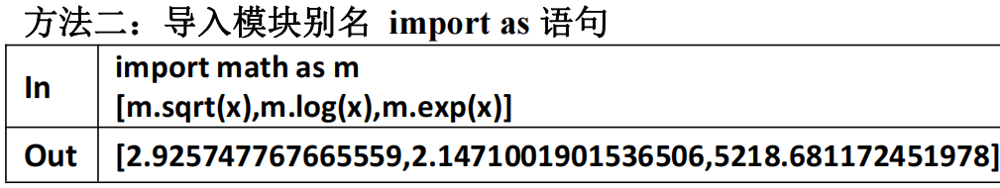 方法二：导入模块别名 import as 语句
In
import math as m
[m.sqrt(x),m.log(x),m.exp(x)]
Out
[2.925747767665559,2.1471001901536506,5218.681172451978]